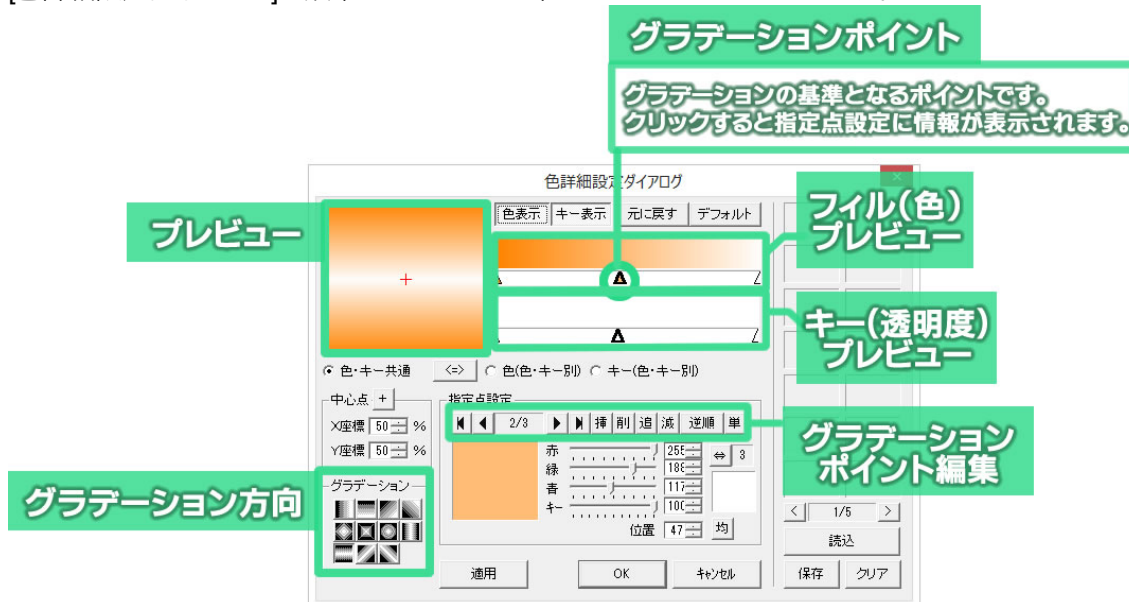 グラデーションポイント
グラデーションの基準となるポイントです。
クリックすると指定点設定に情報が表示されます。
色詳細設定ダイアログ
プレビュー
色表示 キー表示 元に戻す デフォルト
フィル(色)
プレビュー
キー(透明度)
プレビュー
色・キー共通 <=> 色(色・キー別) キー(色・キー別)
中心点 +
X座標 50 %
Y座標 50 %
グラデーション
指定点設定
2/3 挿 削 追 減 逆順 単
赤 255 ⇔ 3
緑 188
青 117
キー 100
位置 47 均
グラデーション
ポイント編集
グラデーション方向
< 1/5 >
読込
保存 クリア
適用 OK キャンセル